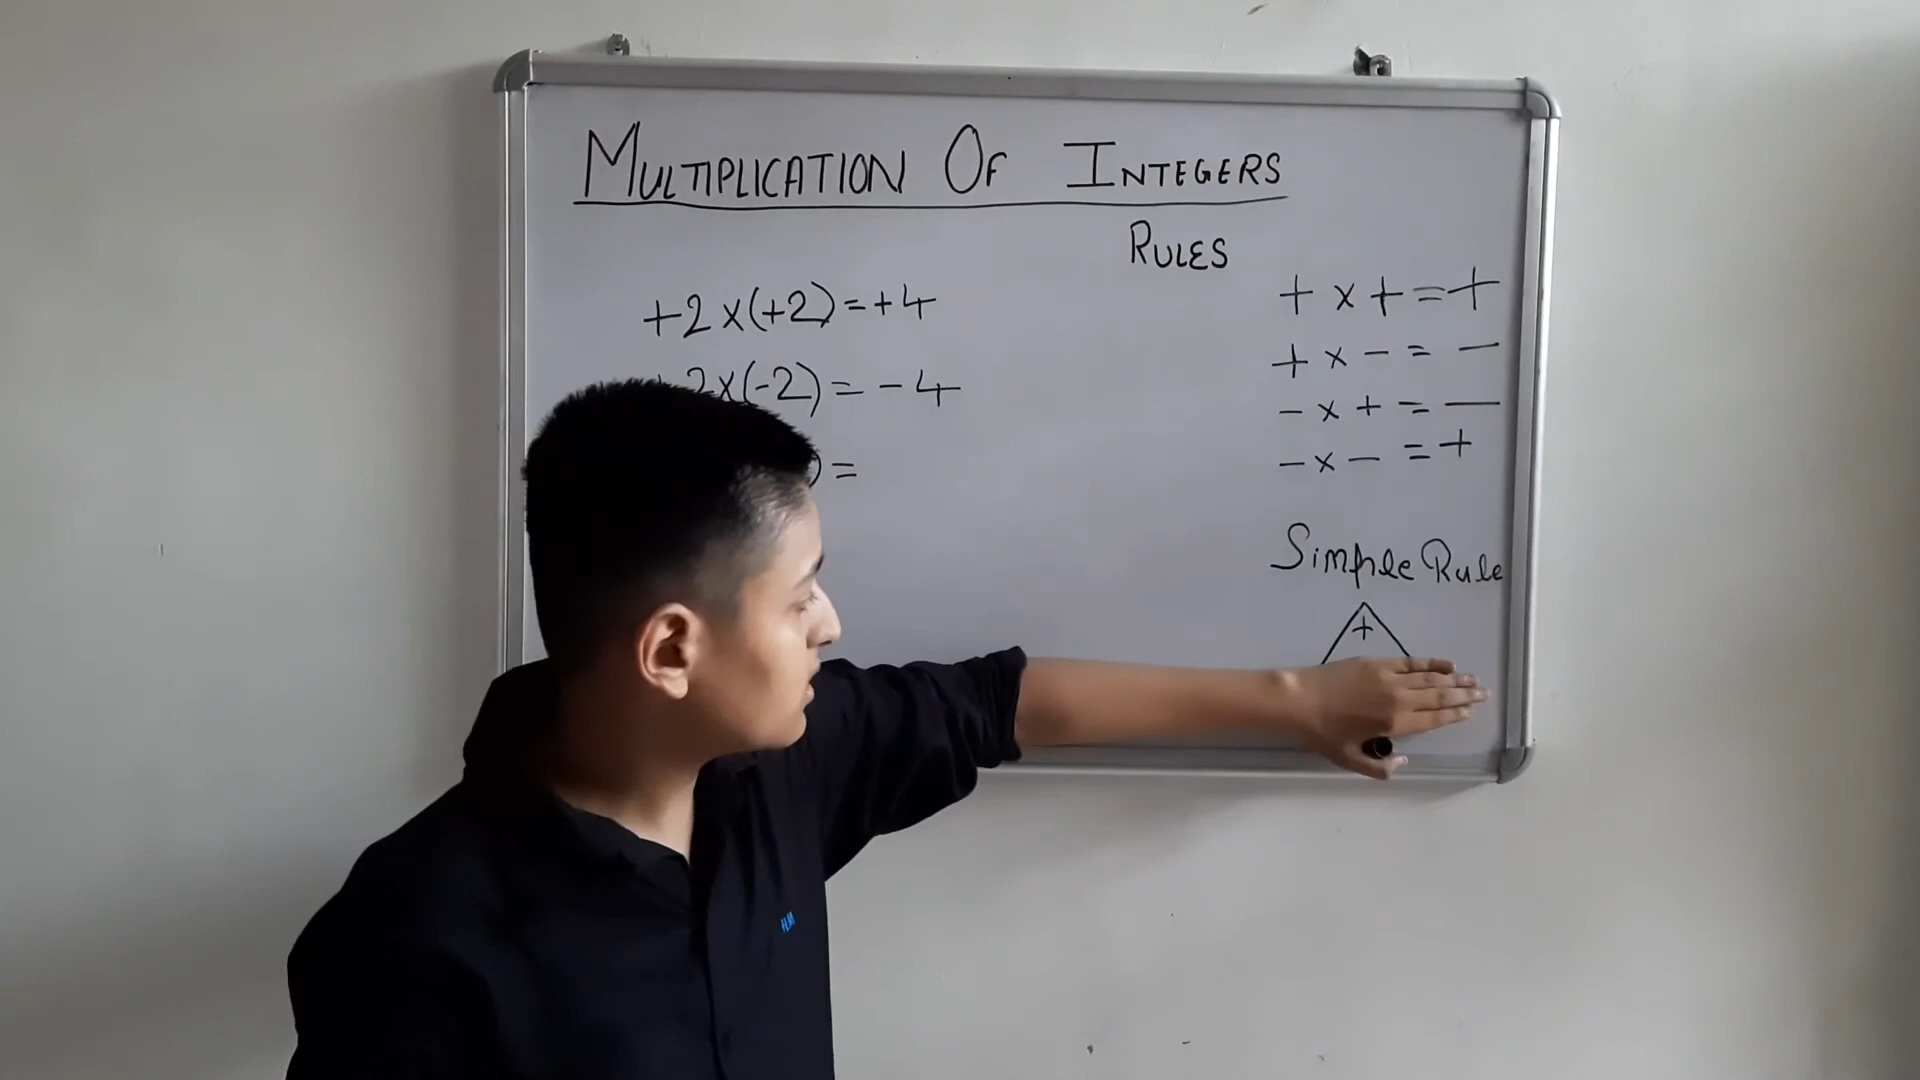 MULTIPLICATION OF INTEGERS
RULES
+2 x (+2) = +4
2 x (-2) = -4
) =
+ x + = +
+ x - = -
- x + = -
- x - = +
Simple Rule
+